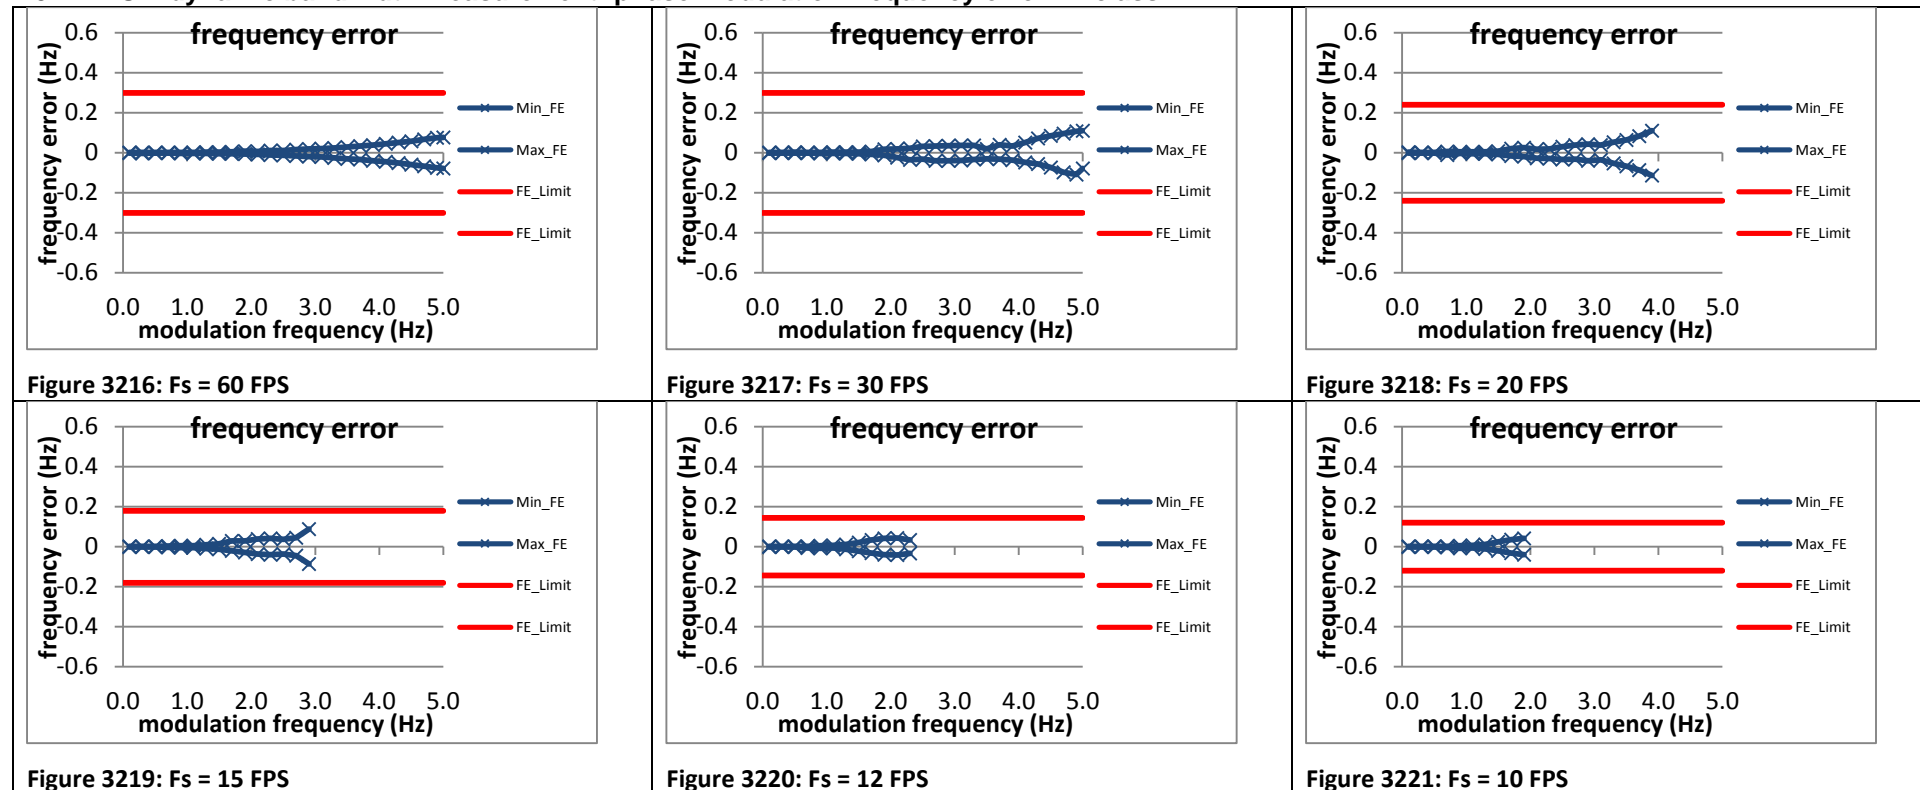 measurement phase modulation frequency error
frequency error
frequency error (Hz)
0.6
0.4
0.2
0
-0.2
-0.4
-0.6
0.0 1.0 2.0 3.0 4.0 5.0
modulation frequency (Hz)
Min_FE
Max_FE
FE_Limit
FE_Limit
Figure 3216: Fs = 60 FPS
frequency error
frequency error (Hz)
0.6
0.4
0.2
0
-0.2
-0.4
-0.6
0.0 1.0 2.0 3.0 4.0 5.0
modulation frequency (Hz)
Min_FE
Max_FE
FE_Limit
FE_Limit
Figure 3217: Fs = 30 FPS
frequency error
frequency error (Hz)
0.6
0.4
0.2
0
-0.2
-0.4
-0.6
0.0 1.0 2.0 3.0 4.0 5.0
modulation frequency (Hz)
Min_FE
Max_FE
FE_Limit
FE_Limit
Figure 3218: Fs = 20 FPS
frequency error
frequency error (Hz)
0.6
0.4
0.2
0
-0.2
-0.4
-0.6
0.0 1.0 2.0 3.0 4.0 5.0
modulation frequency (Hz)
Min_FE
Max_FE
FE_Limit
FE_Limit
Figure 3219: Fs = 15 FPS
frequency error
frequency error (Hz)
0.6
0.4
0.2
0
-0.2
-0.4
-0.6
0.0 1.0 2.0 3.0 4.0 5.0
modulation frequency (Hz)
Min_FE
Max_FE
FE_Limit
FE_Limit
Figure 3220: Fs = 12 FPS
frequency error
frequency error (Hz)
0.6
0.4
0.2
0
-0.2
-0.4
-0.6
0.0 1.0 2.0 3.0 4.0 5.0
modulation frequency (Hz)
Min_FE
Max_FE
FE_Limit
FE_Limit
Figure 3221: Fs = 10 FPS